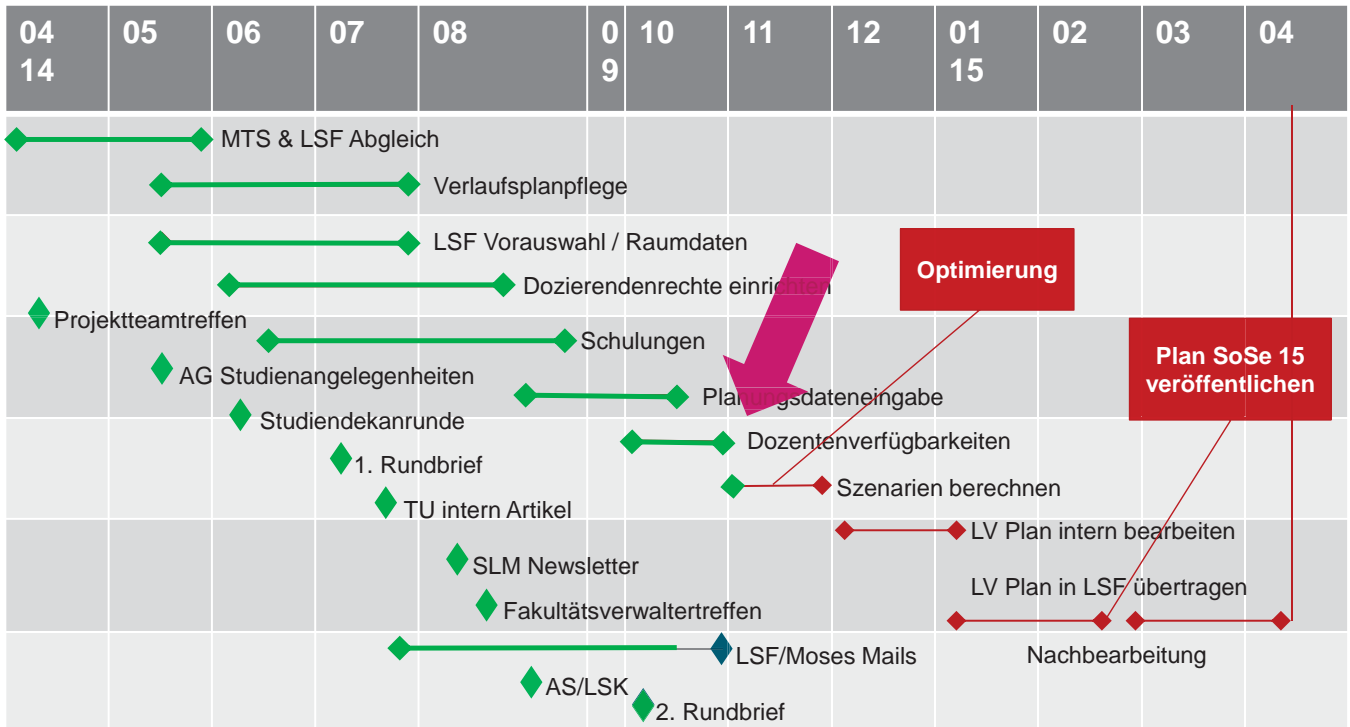 04 05 06 07 08 0 10 11 12 01 02 03 04
14 9 15
MTS & LSF Abgleich
Verlaufsplanpflege
LSF Vorauswahl / Raumdaten
Optimierung
Dozierendenrechte einrichten
Projektteamtreffen
Schulungen
Plan SoSe 15
veröffentlichen
AG Studienangelegenheiten
Planungsdateneingabe
Studiendekanrunde
Dozentenverfügbarkeiten
1. Rundbrief
Szenarien berechnen
TU intern Artikel
LV Plan intern bearbeiten
SLM Newsletter
LV Plan in LSF übertragen
Fakultätsverwaltertreffen
LSF/Moses Mails
Nachbearbeitung
AS/LSK
2. Rundbrief